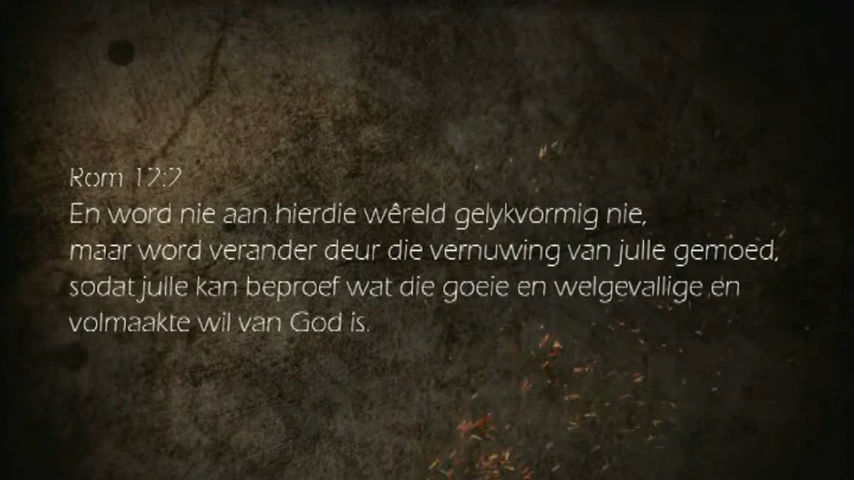 Rom 12:2
En word nie aan hierdie wêreld gelykvormig nie,
maar word verander deur die vernuwing van julle gemoed,
sodat julle kan beproef wat die goeie en welgevallige en
volmaakte wil van God is.